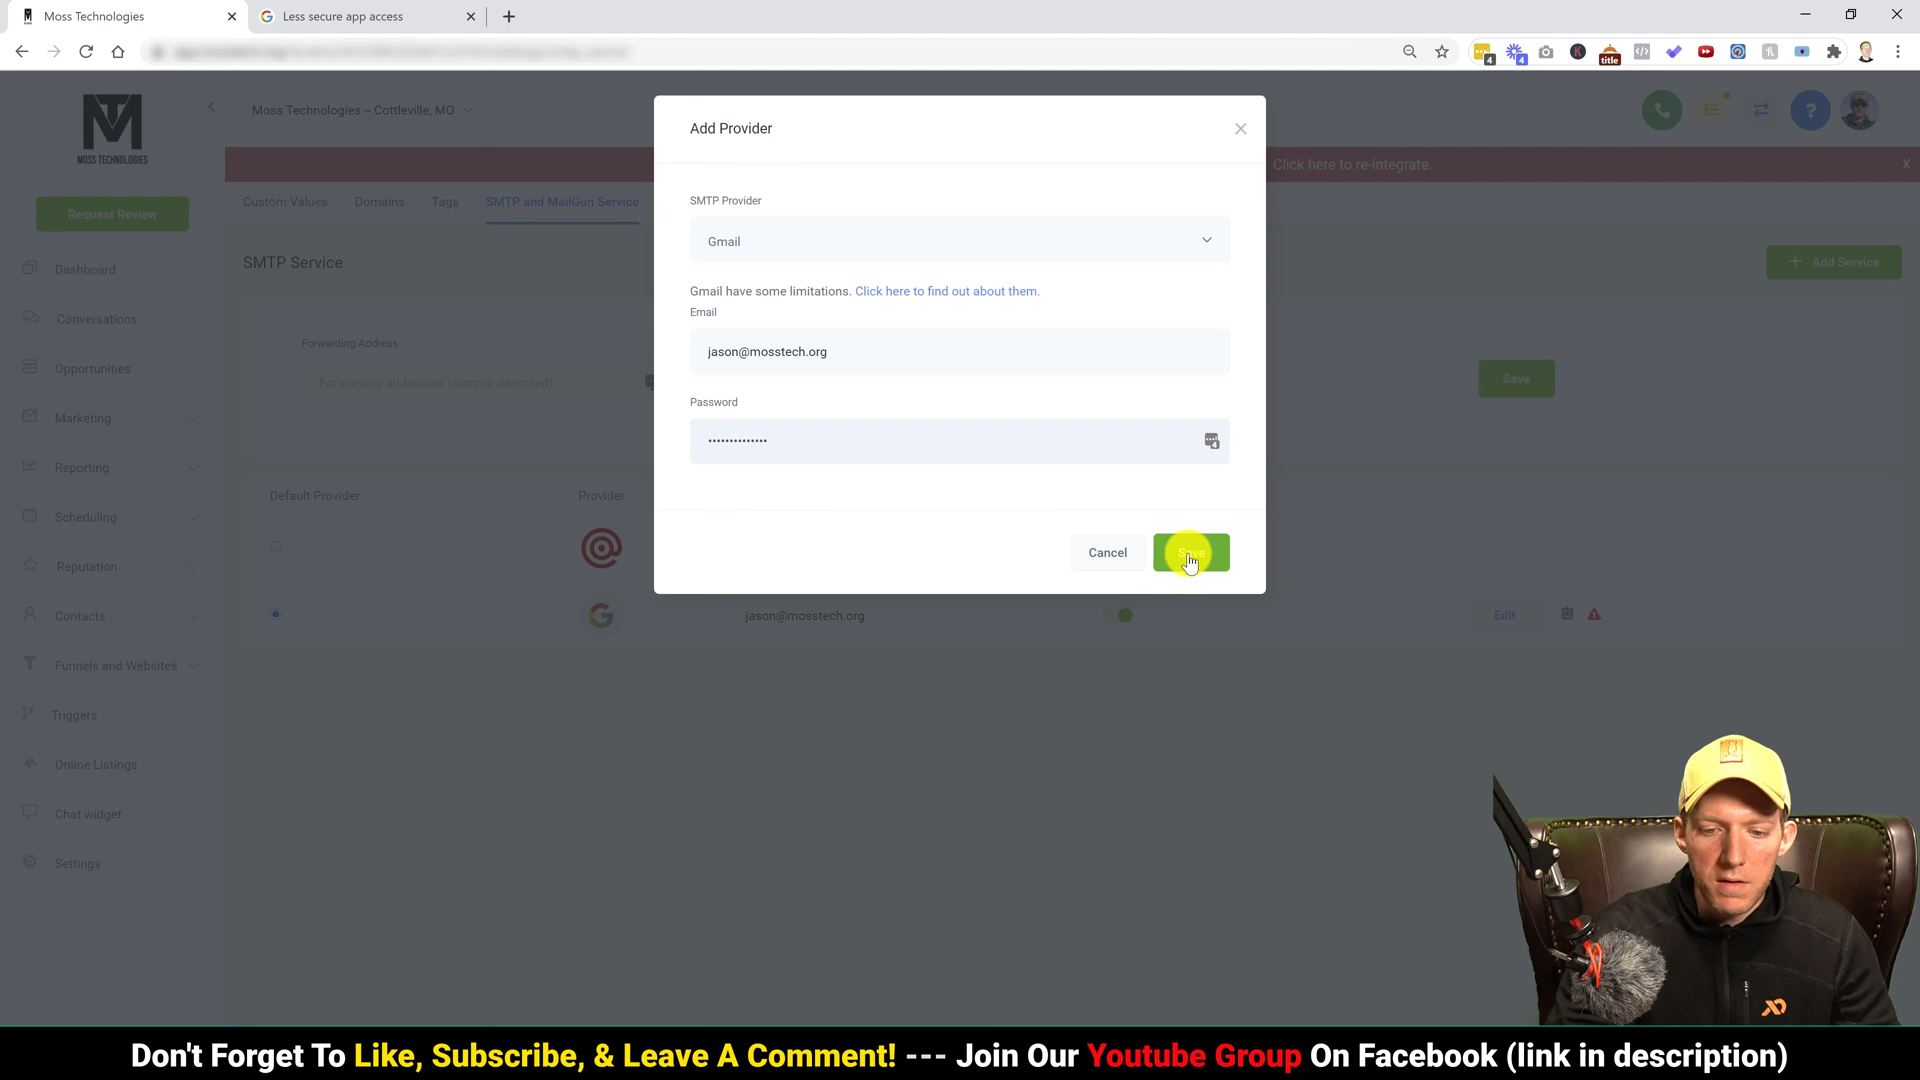 Moss Technologies
Less secure app access
4
4
title
MOSS TECHNOLOGIES
Moss Technologies – Cottleville, MO
?
Click here to re-integrate.
X
Request Review
Dashboard
Conversations
Opportunities
Marketing
Reporting
Scheduling
Reputation
Contacts
Funnels and Websites
Triggers
Online Listings
Chat widget
Settings
Custom Values
Domains
Tags
SMTP and MailGun Service
SMTP Service
+ Add Service
Forwarding Address
Forwarding addresses (comma delimited)
Save
Default Provider
Provider
jason@mosstech.org
Edit
Add Provider
SMTP Provider
Gmail
Gmail have some limitations. Click here to find out about them.
Email
jason@mosstech.org
Password
••••••••••••••
Cancel
Save
Don't Forget To Like, Subscribe, & Leave A Comment! --- Join Our Youtube Group On Facebook (link in description)